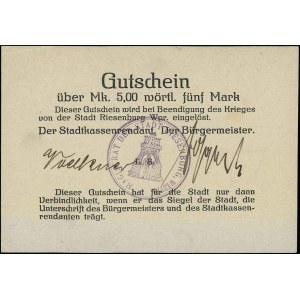 Gutschein
über Mk. 5,00 wörtl. fünf Mark
Dieser Gutschein wird bei Beendigung des Krieges
von der Stadt Riesenburg Wpr. eingelöst.
Der Stadtkassenrendant. Der Bürgermeister.
Dieser Gutschein hat für die Stadt nur dann
Verbindlichkeit, wenn er das Siegel der Stadt, die
Unterschrift des Bürgermeisters und des Stadtkassen-
rendanten trägt.